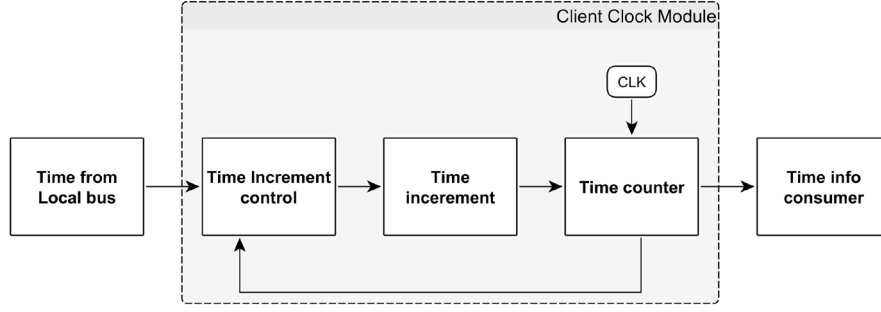 Client Clock Module
CLK
Time from
Local bus
Time Increment
control
Time
incerement
Time counter
Time info
consumer